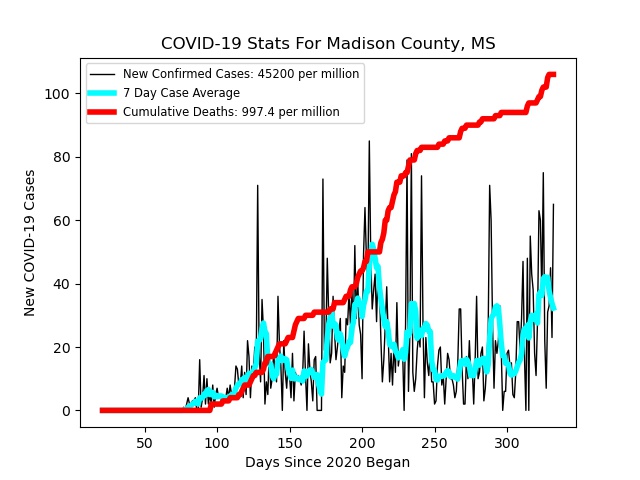 COVID-19 Stats For Madison County, MS
New Confirmed Cases: 45200 per million
7 Day Case Average
Cumulative Deaths: 997.4 per million
New COVID-19 Cases
100
80
60
40
20
0
50
100
150
200
250
300
Days Since 2020 Began